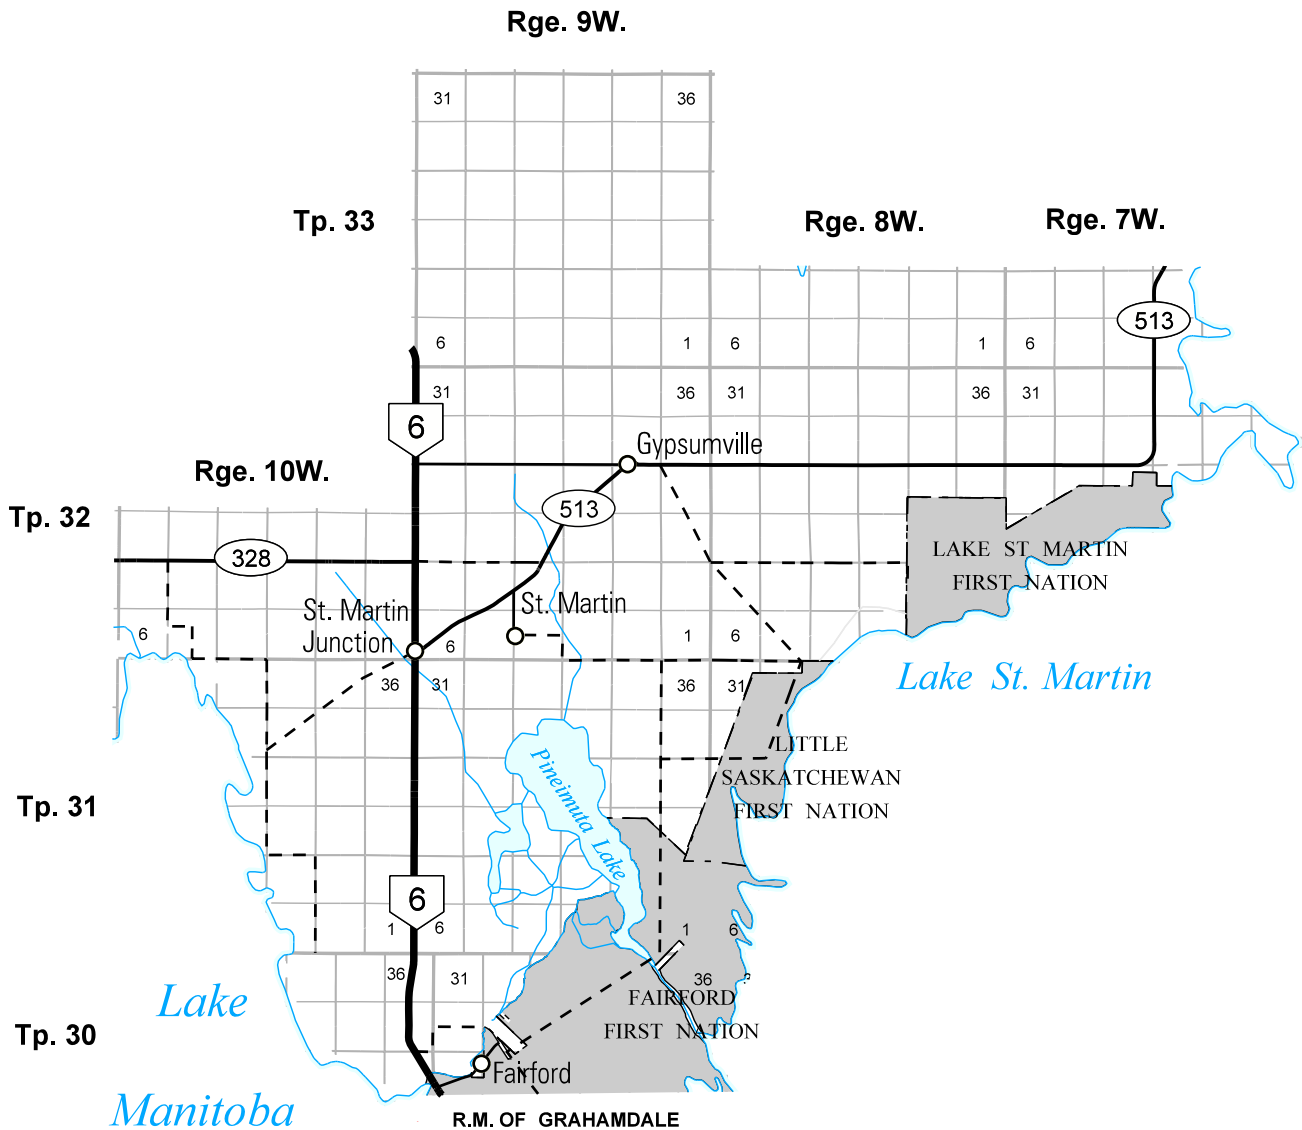 Rge. 9W.
31 36
Tp. 33
Rge. 8W. Rge. 7W.
513
6 1 6 1 6
31 36 31 36 31
6
Gypsumville
Rge. 10W.
513
Tp. 32
328
LAKE ST MARTIN
FIRST NATION
St. Martin
Junction
St. Martin
6 6 1 6
Lake St. Martin
36 31 36 31
LITTLE
SASKATCHEWAN
FIRST NATION
Pineimuta Lake
Tp. 31
6
1 6 1 6
36 31 36
Lake
FAIRFORD
FIRST NATION
Tp. 30
Fairford
Manitoba
R.M. OF GRAHAMDALE